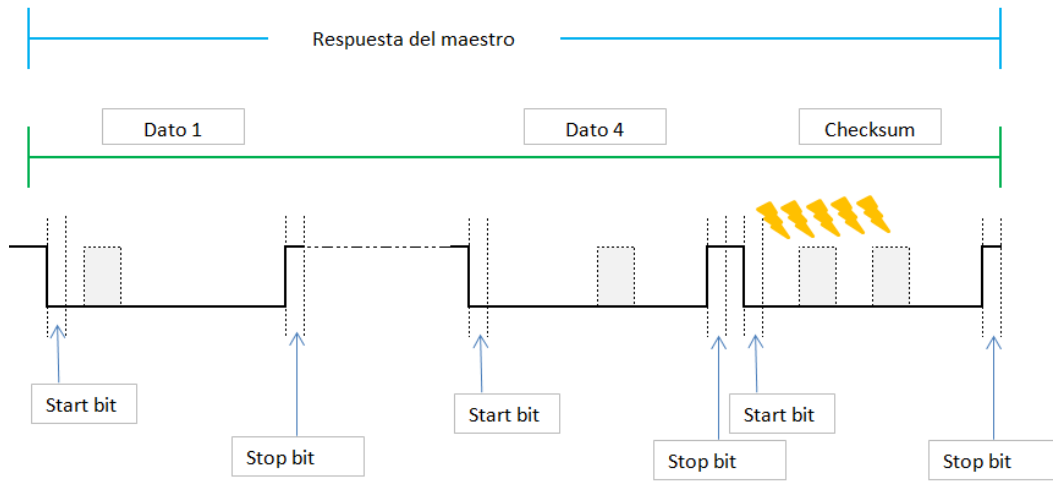 Respuesta del maestro
Dato 1
Dato 4
Checksum
Start bit
Stop bit
Start bit
Stop bit
Start bit
Stop bit